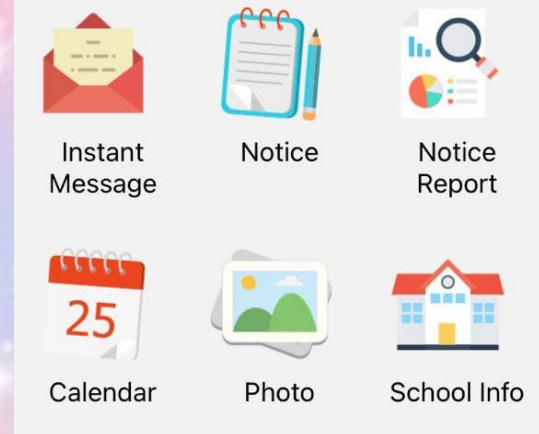 Instant
Message
Notice
Notice
Report
25
Calendar
Photo
School Info